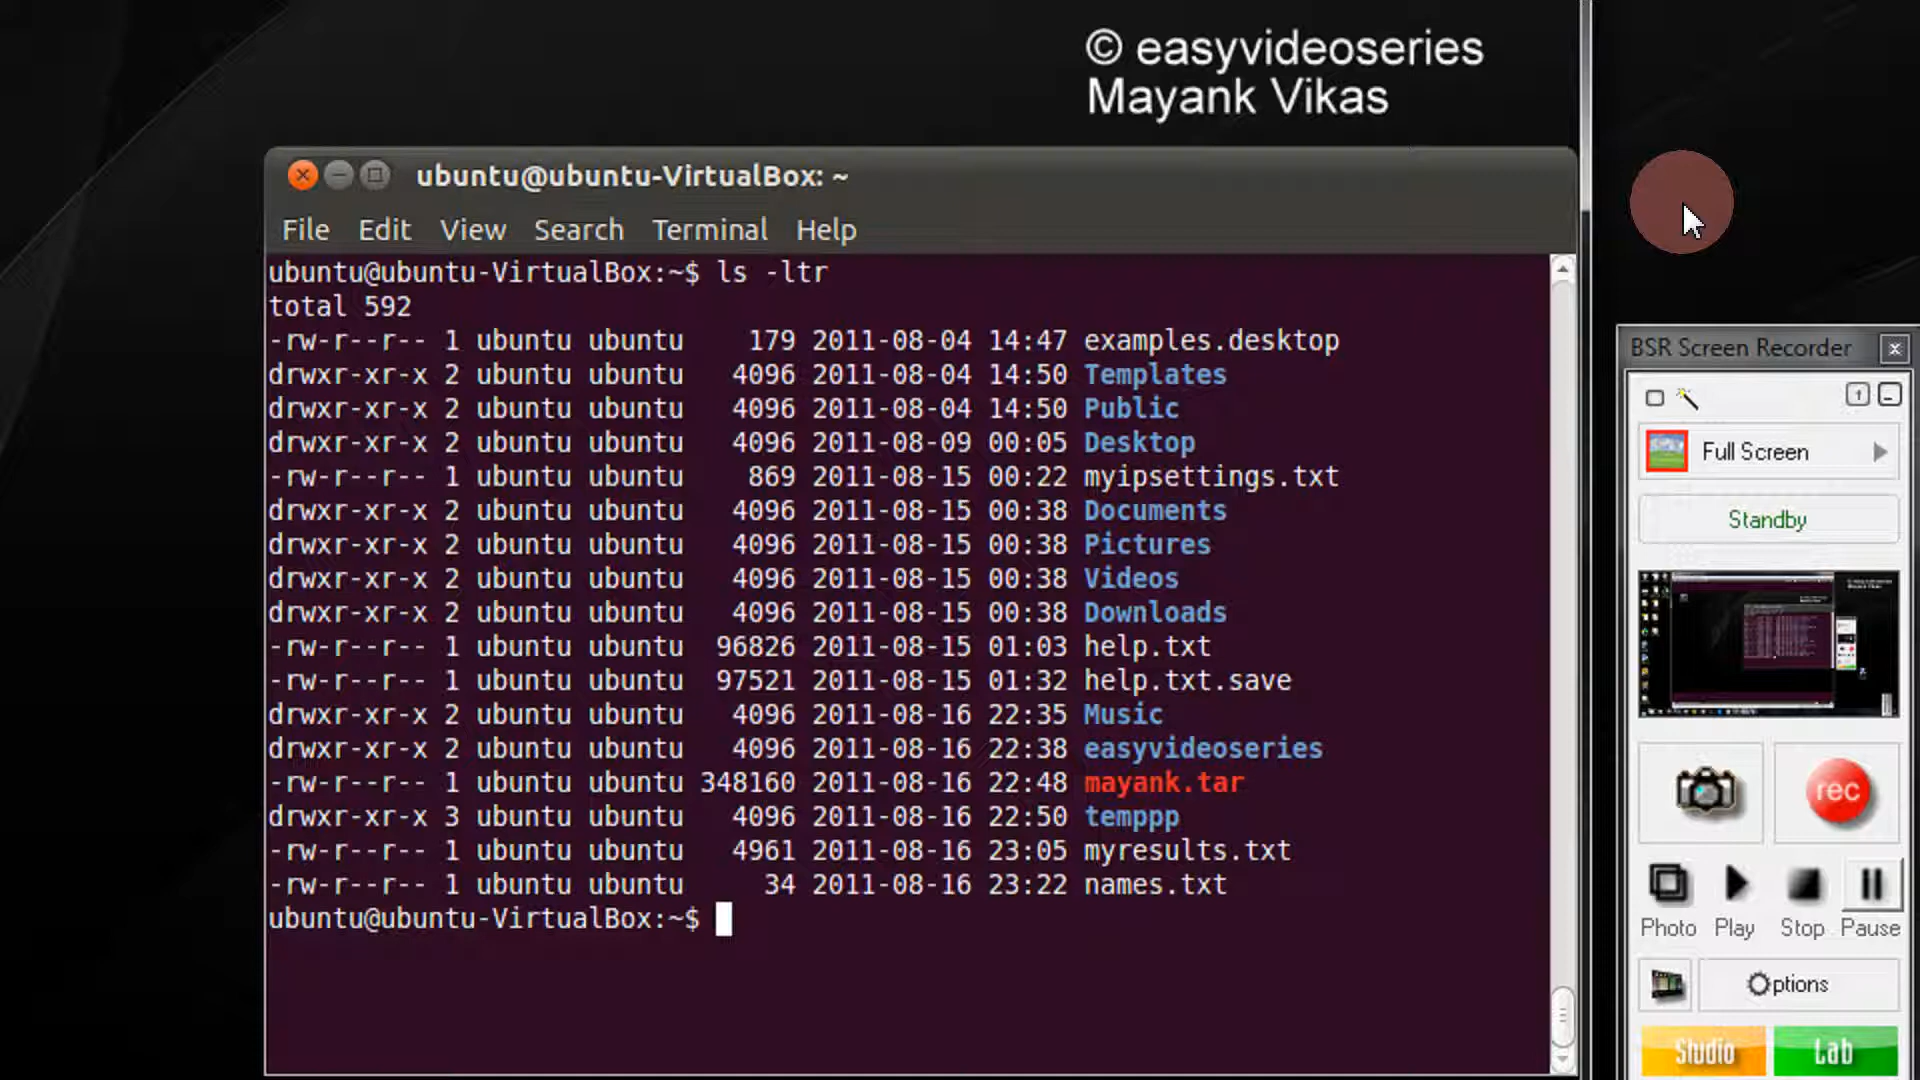 © easyvideoseries
Mayank Vikas
ubuntu@ubuntu-VirtualBox: ~
File Edit View Search Terminal Help
ubuntu@ubuntu-VirtualBox:~$ ls -ltr
total 592
-rw-r--r-- 1 ubuntu ubuntu 179 2011-08-04 14:47 examples.desktop
drwxr-xr-x 2 ubuntu ubuntu 4096 2011-08-04 14:50 Templates
drwxr-xr-x 2 ubuntu ubuntu 4096 2011-08-04 14:50 Public
drwxr-xr-x 2 ubuntu ubuntu 4096 2011-08-09 00:05 Desktop
-rw-r--r-- 1 ubuntu ubuntu 869 2011-08-15 00:22 myipsettings.txt
drwxr-xr-x 2 ubuntu ubuntu 4096 2011-08-15 00:38 Documents
drwxr-xr-x 2 ubuntu ubuntu 4096 2011-08-15 00:38 Pictures
drwxr-xr-x 2 ubuntu ubuntu 4096 2011-08-15 00:38 Videos
drwxr-xr-x 2 ubuntu ubuntu 4096 2011-08-15 00:38 Downloads
-rw-r--r-- 1 ubuntu ubuntu 96826 2011-08-15 01:03 help.txt
-rw-r--r-- 1 ubuntu ubuntu 97521 2011-08-15 01:32 help.txt.save
drwxr-xr-x 2 ubuntu ubuntu 4096 2011-08-16 22:35 Music
drwxr-xr-x 2 ubuntu ubuntu 4096 2011-08-16 22:38 easyvideoseries
-rw-r--r-- 1 ubuntu ubuntu 348160 2011-08-16 22:48 mayank.tar
drwxr-xr-x 3 ubuntu ubuntu 4096 2011-08-16 22:50 temppp
-rw-r--r-- 1 ubuntu ubuntu 4961 2011-08-16 23:05 myresults.txt
-rw-r--r-- 1 ubuntu ubuntu 34 2011-08-16 23:22 names.txt
ubuntu@ubuntu-VirtualBox:~$
BSR Screen Recorder
Full Screen
Standby
rec
Photo Play Stop Pause
Options
Studio Lab